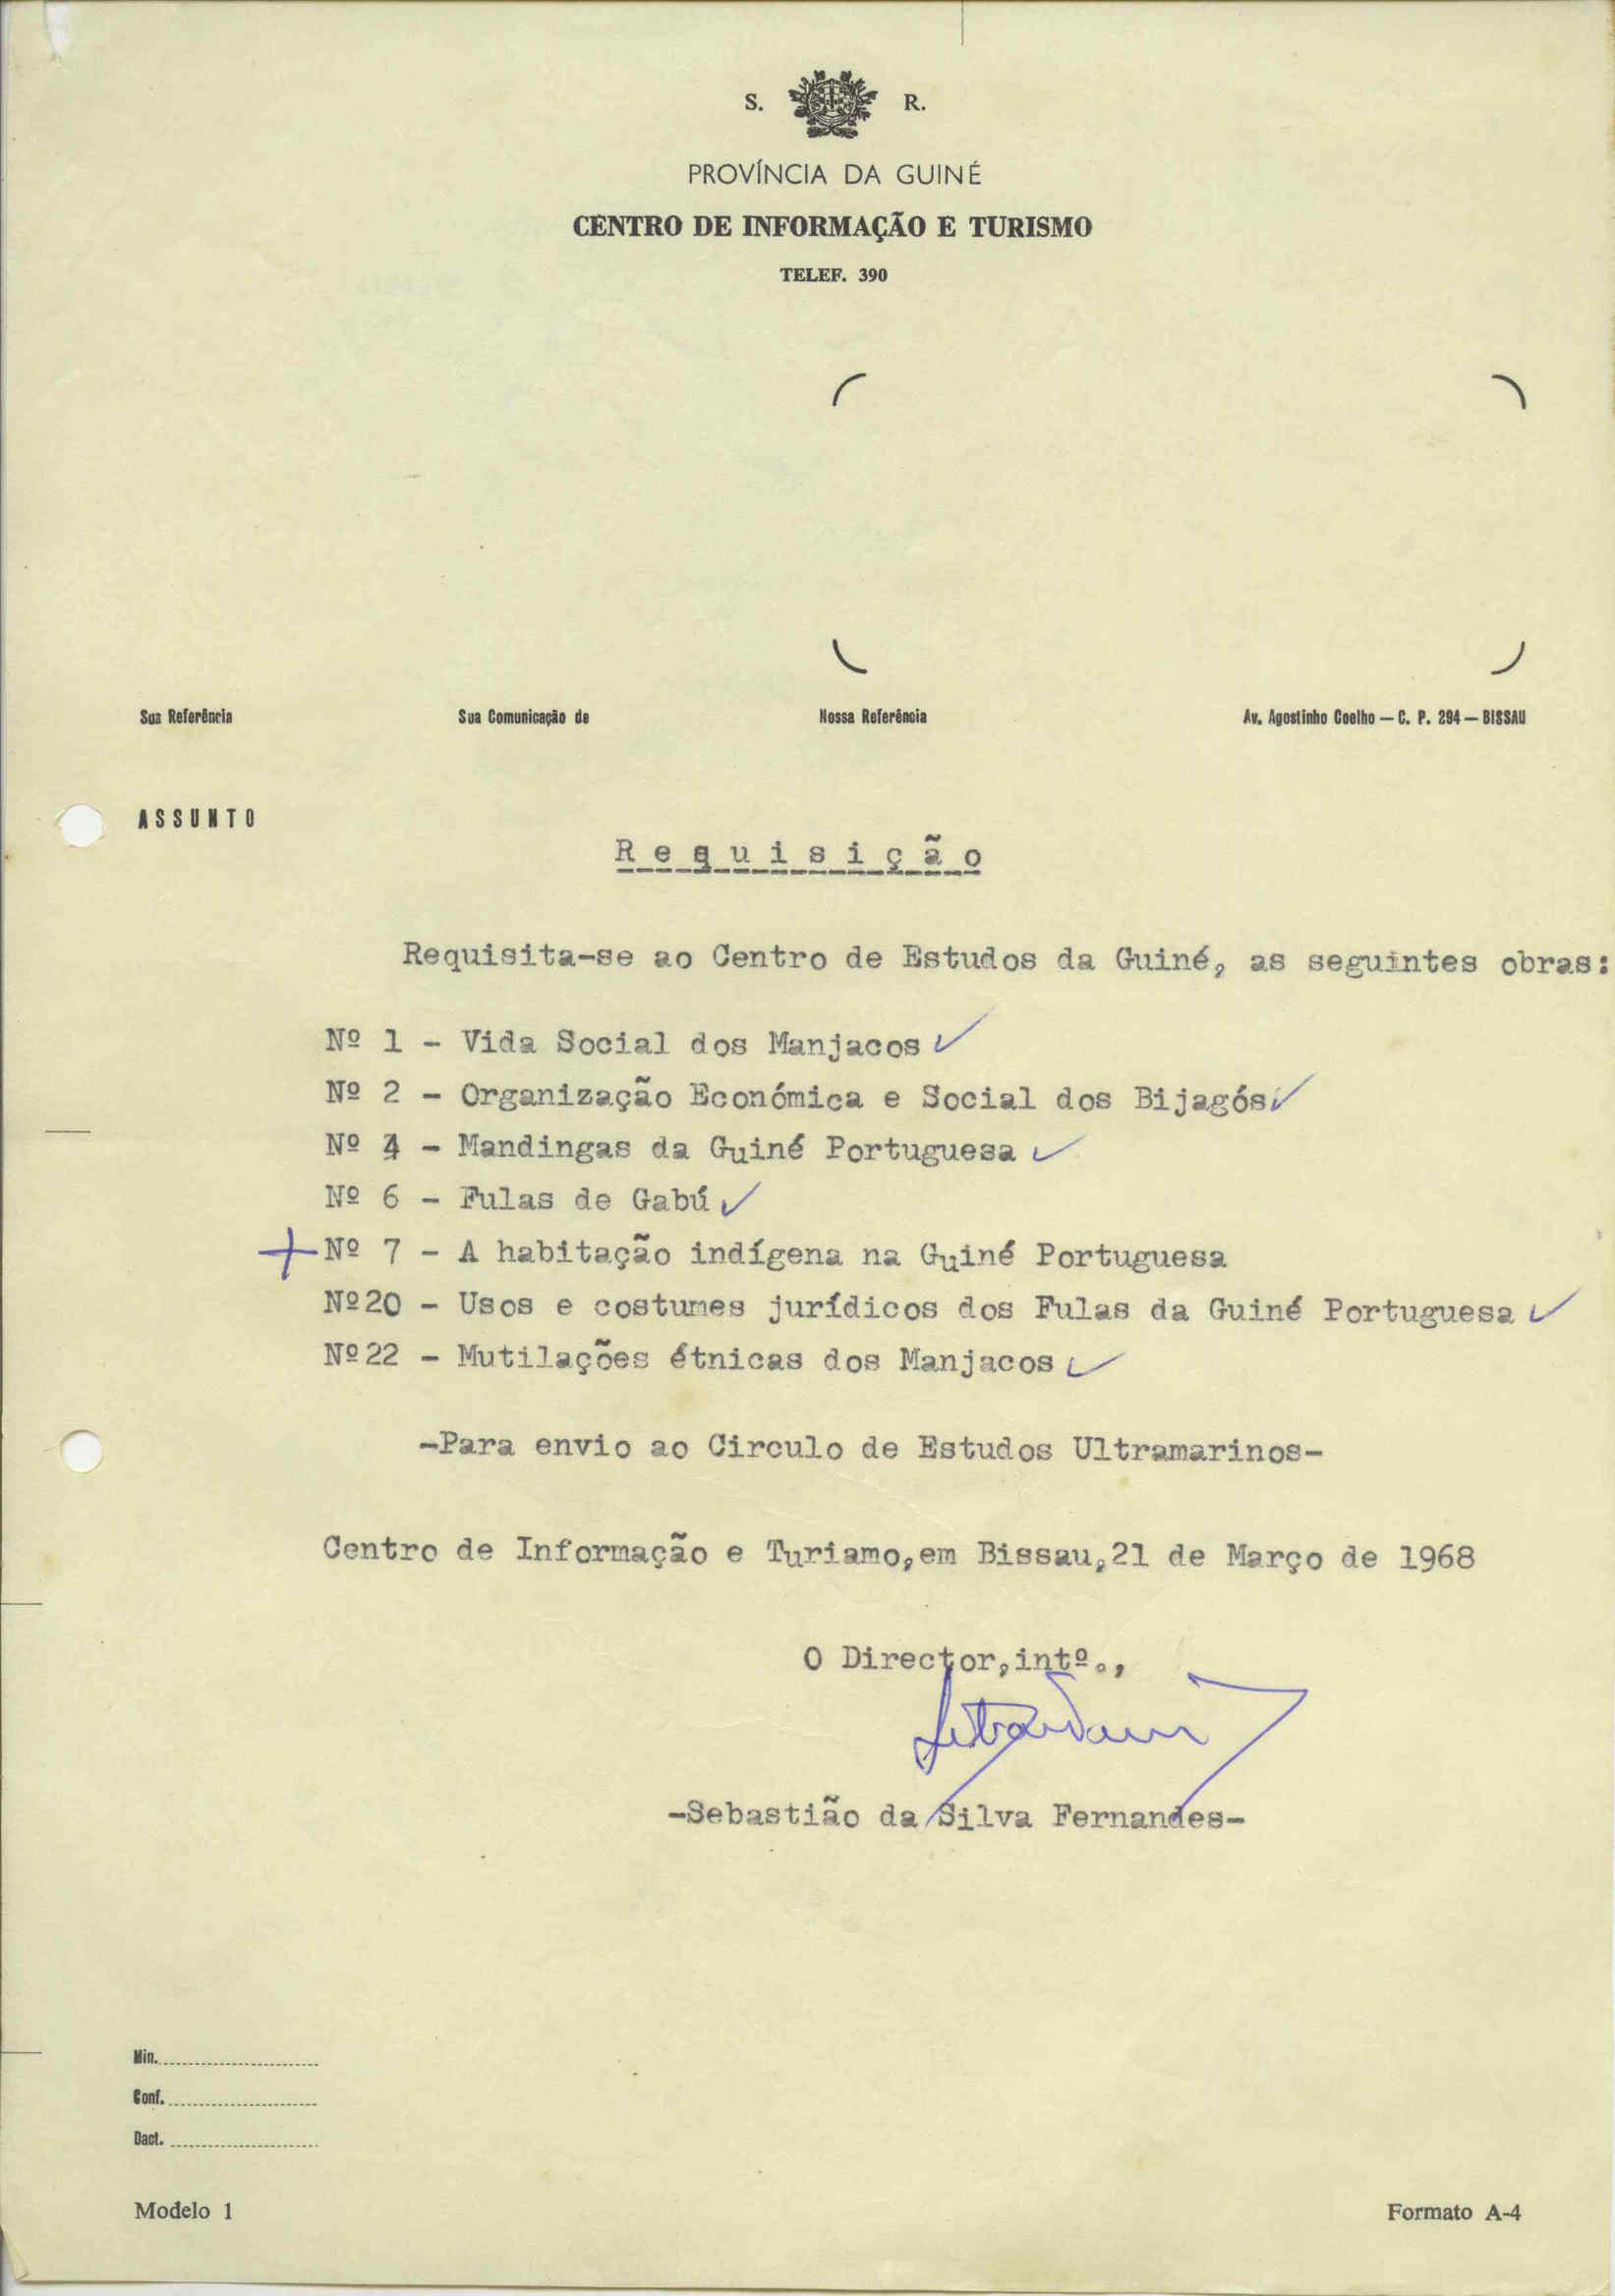 S. R.
PROVÍNCIA DA GUINÉ
CENTRO DE INFORMAÇÃO E TURISMO
TELEF. 390
Sua Referência Sua Comunicação de Nossa Referência Av. Agostinho Coelho — C. P. 294 — BISSAU
ASSUNTO
Requisição
Requisita-se ao Centro de Estudos da Guiné, as seguintes obras:
Nº 1 - Vida Social dos Manjacos ✓
Nº 2 - Organização Económica e Social dos Bijagós ✓
Nº 4 - Mandingas da Guiné Portuguesa ✓
Nº 6 - Fulas de Gabú ✓
+ Nº 7 - A habitação indígena na Guiné Portuguesa
Nº20 - Usos e costumes jurídicos dos Fulas da Guiné Portuguesa ✓
Nº22 - Mutilações étnicas dos Manjacos ✓
-Para envio ao Circulo de Estudos Ultramarinos-
Centro de Informação e Turiamo,em Bissau,21 de Março de 1968
O Director,intº.,
-Sebastião da Silva Fernandes-
Min.
Conf.
Dact.
Modelo 1 Formato A-4